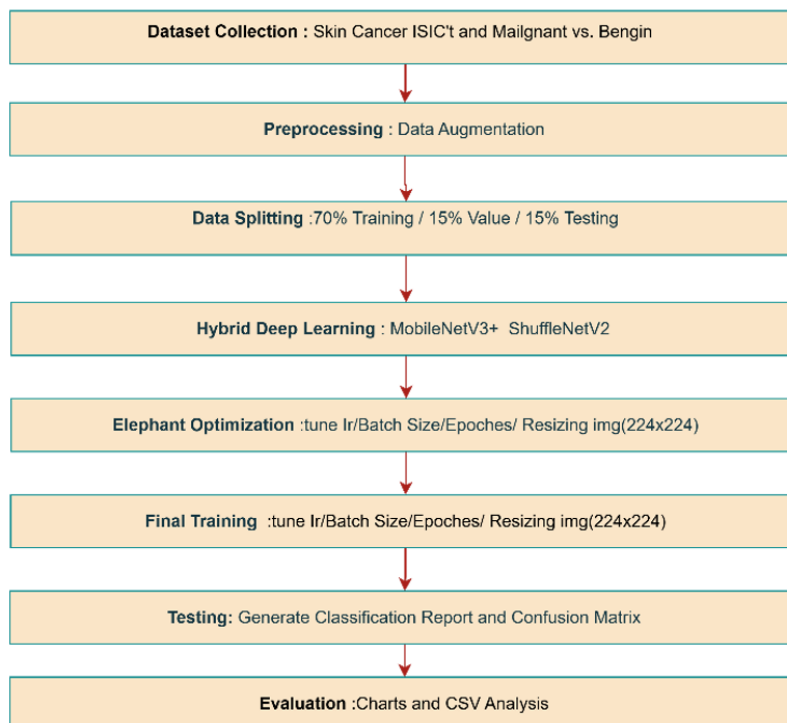 Dataset Collection : Skin Cancer ISIC't and Mailgnant vs. Bengin
Preprocessing : Data Augmentation
Data Splitting :70% Training / 15% Value / 15% Testing
Hybrid Deep Learning : MobileNetV3+ ShuffleNetV2
Elephant Optimization :tune Ir/Batch Size/Epoches/ Resizing img(224x224)
Final Training :tune Ir/Batch Size/Epoches/ Resizing img(224x224)
Testing: Generate Classification Report and Confusion Matrix
Evaluation :Charts and CSV Analysis